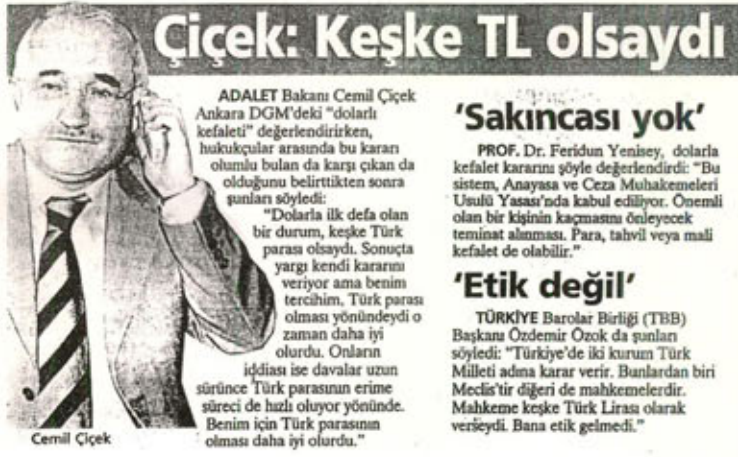 Çiçek: Keşke TL olsaydı
ADALET Bakanı Cemil Çiçek
Ankara DGM'deki "dolarlı
kefaleti" değerlendirirken,
hukukçular arasında bu kararı
olumlu bulan da karşı çıkan da
olduğunu belirttikten sonra
şunları söyledi:
"Dolarla ilk defa olan
bir durum, keşke Türk
parası olsaydı. Sonuçta
yargı kendi kararını
veriyor ama benim
tercihim, Türk parası
olması yönündeydi o
zaman daha iyi
olurdu. Onların
iddiası ise davalar uzun
sürünce Türk parasının erime
süreci de hızlı oluyor yönünde.
Benim için Türk parasının
olması daha iyi olurdu."
Cemil Çiçek
'Sakıncası yok'
PROF. Dr. Feridun Yenisey, dolarla
kefalet kararını şöyle değerlendirdi: "Bu
sistem, Anayasa ve Ceza Muhakemeleri
Usulü Yasası'nda kabul ediliyor. Önemli
olan bir kişinin kaçmasını önleyecek
teminat alınması. Para, tahvil veya mali
kefalet de olabilir."
'Etik değil'
TÜRKİYE Barolar Birliği (TBB)
Başkanı Özdemir Özok da şunları
söyledi: "Türkiye'de iki kurum Türk
Milleti adına karar verir. Bunlardan biri
Meclis'tir diğeri de mahkemelerdir.
Mahkeme keşke Türk Lirası olarak
verseydi. Bana etik gelmedi."